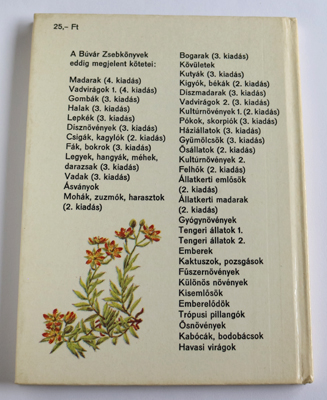 25,– Ft
A Búvár Zsebkönyvek
eddig megjelent kötetei:
Madarak (4. kiadás)
Vadvirágok 1. (4. kiadás)
Gombák (3. kiadás)
Halak (3. kiadás)
Lepkék (3. kiadás)
Disznövények (3. kiadás)
Csigák, kagylók (2. kiadás)
Fák, bokrok (3. kiadás)
Legyek, hangyák, méhek,
darazsak (3. kiadás)
Vadak (3. kiadás)
Ásványok
Mohák, zuzmók, harasztok
(2. kiadás)
Bogarak (3. kiadás)
Kövületek
Kutyák (3. kiadás)
Kígyók, békák (2. kiadás)
Díszmadarak (3. kiadás)
Vadvirágok 2. (3. kiadás)
Kultúrnövények 1. (2. kiadás)
Pókok, skorpiók (3. kiadás)
Háziállatok (3. kiadás)
Gyümölcsök (3. kiadás)
Ősállatok (2. kiadás)
Kultúrnövények 2.
Felhők (2. kiadás)
Állatkerti emlősök
(2. kiadás)
Állatkerti madarak
(2. kiadás)
Gyógynövények
Tengeri állatok 1.
Tengeri állatok 2.
Emberek
Kaktuszok, pozsgások
Fűszernövények
Különös növények
Kisemlősök
Emberelődök
Trópusi pillangók
Ősnövények
Kabócák, bodobácsok
Havasi virágok